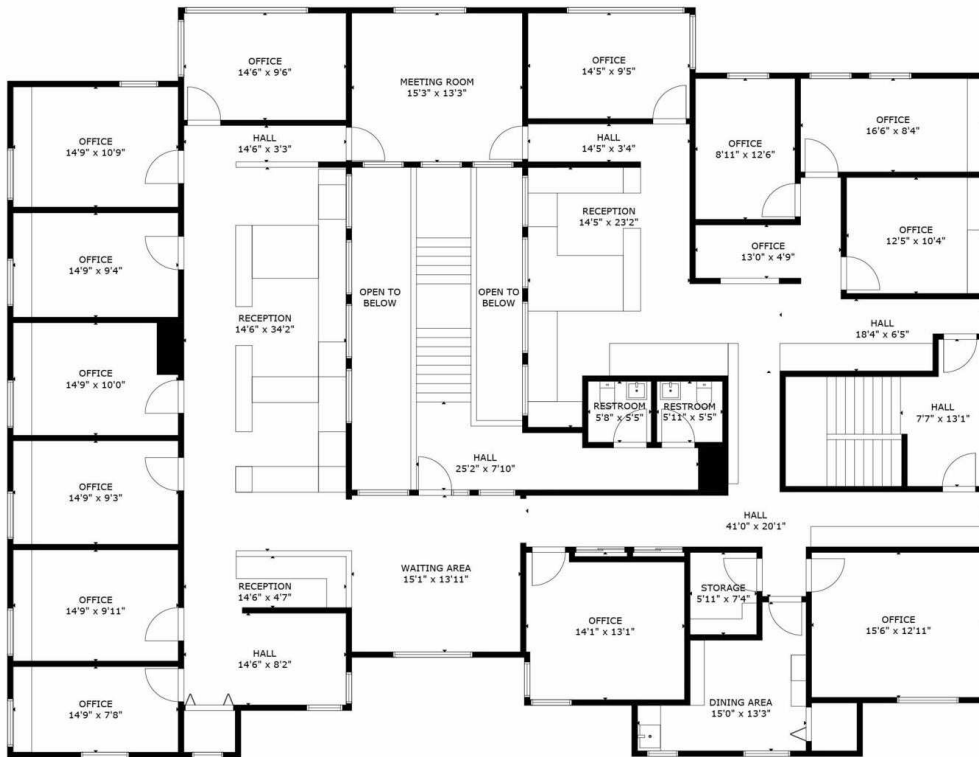 OFFICE
14'6" x 9'6"
MEETING ROOM
15'3" x 13'3"
OFFICE
14'5" x 9'5"
OFFICE
14'9" x 10'9"
HALL
14'6" x 3'3"
HALL
14'5" x 3'4"
OFFICE
8'11" x 12'6"
OFFICE
16'6" x 8'4"
OFFICE
14'9" x 9'4"
RECEPTION
14'5" x 23'2"
OFFICE
13'0" x 4'9"
OFFICE
12'5" x 10'4"
OPEN TO
BELOW
OPEN TO
BELOW
RECEPTION
14'6" x 34'2"
HALL
18'4" x 6'5"
OFFICE
14'9" x 10'0"
RESTROOM
5'8" x 5'5"
RESTROOM
5'11" x 5'5"
HALL
7'7" x 13'1"
OFFICE
14'9" x 9'3"
HALL
25'2" x 7'10"
HALL
41'0" x 20'1"
OFFICE
14'9" x 9'11"
RECEPTION
14'6" x 4'7"
WAITING AREA
15'1" x 13'11"
STORAGE
5'11" x 7'4"
OFFICE
14'1" x 13'1"
OFFICE
15'6" x 12'11"
HALL
14'6" x 8'2"
OFFICE
14'9" x 7'8"
DINING AREA
15'0" x 13'3"